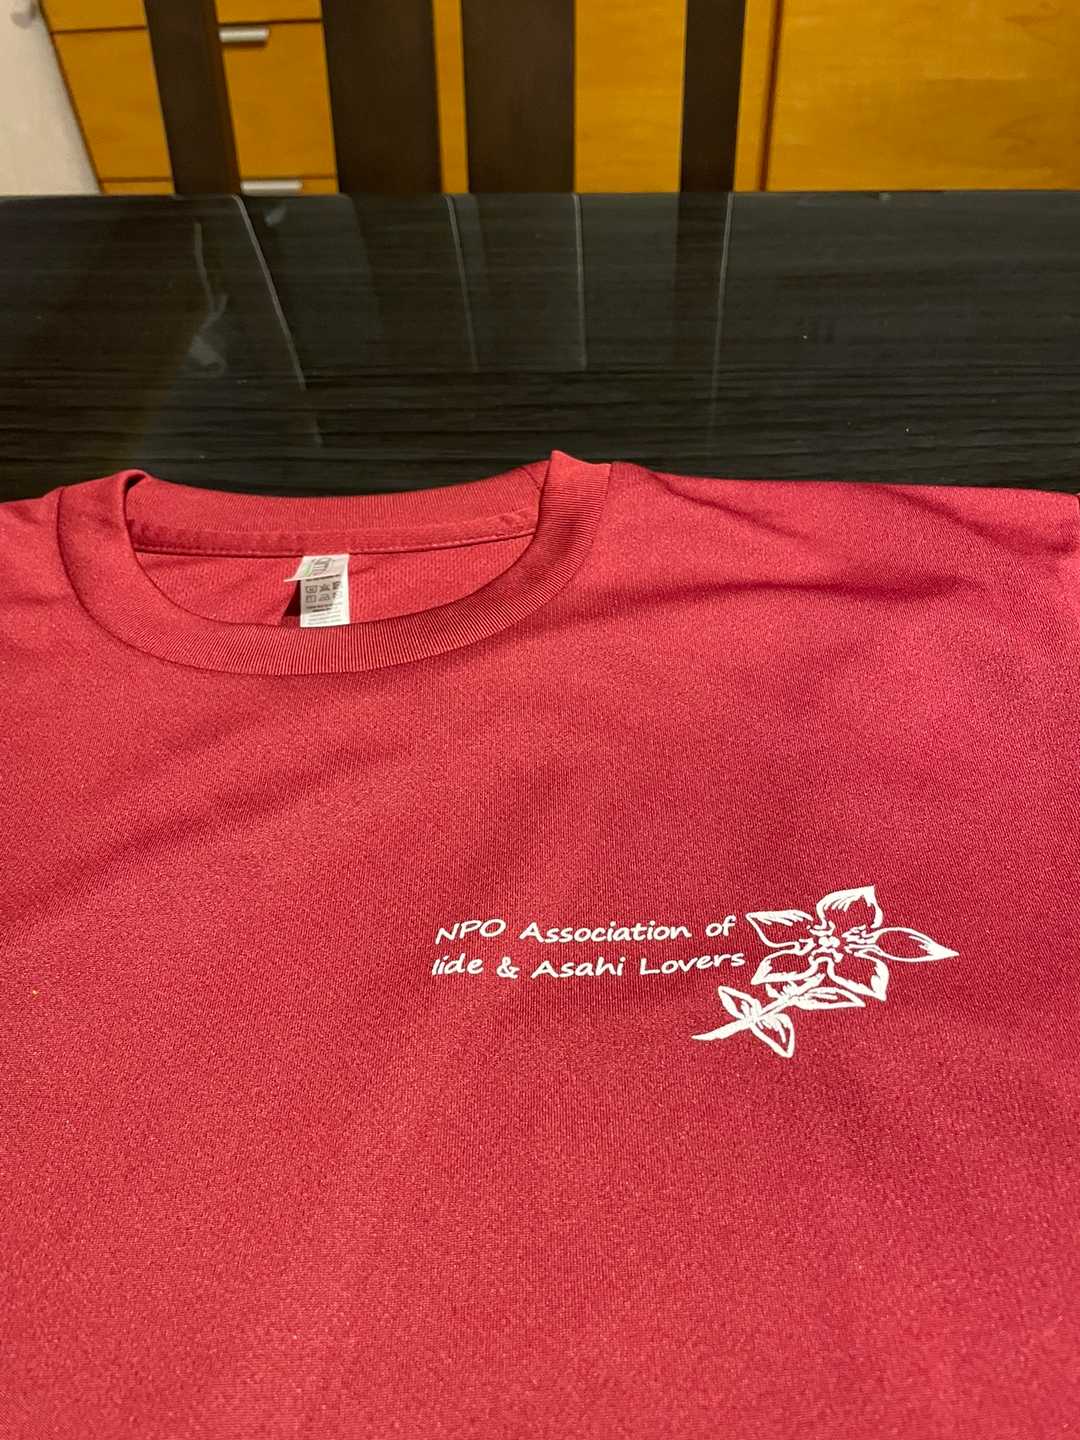 NPO Association of
Iide & Asahi Lovers